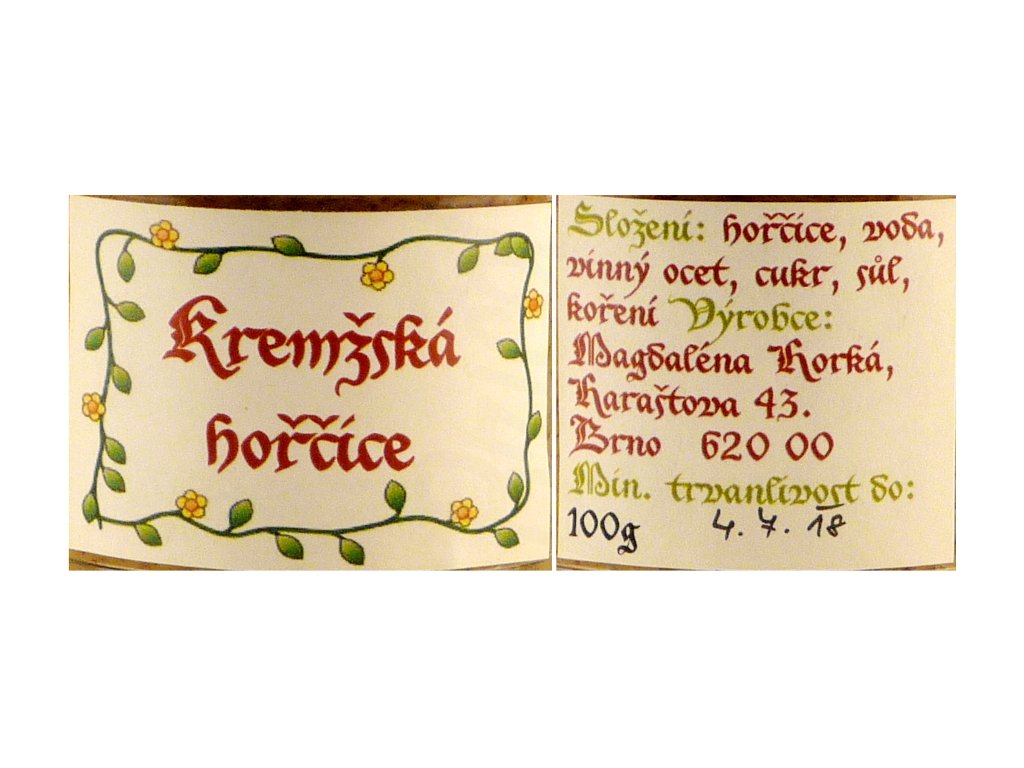 Kremžská
hořčice
Složení: hořčice, voda,
vinný ocet, cukr, sůl,
koření Výrobce:
Magdaléna Horká,
Haraštova 43.
Brno 620 00
Min. trvanlivost do:
100g 4. 7. 18